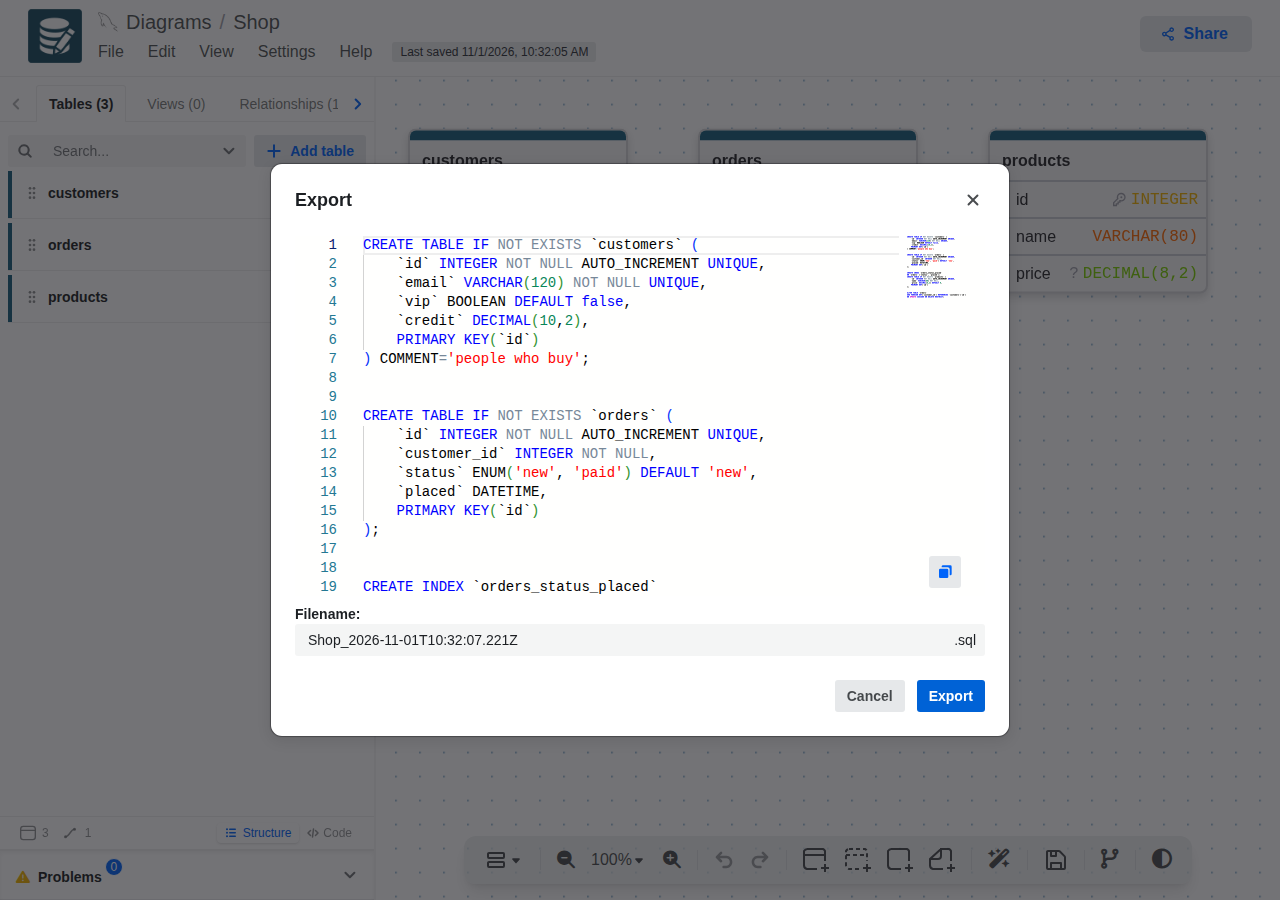 Diagrams / Shop
File Edit View Settings Help Last saved 11/1/2026, 10:32:05 AM
Share
Tables (3) Views (0) Relationships (1
Search... Add table
customers
orders
products
customers orders products
id INTEGER
name VARCHAR(80)
price ? DECIMAL(8,2)
Export
1 CREATE TABLE IF NOT EXISTS `customers` (
2 `id` INTEGER NOT NULL AUTO_INCREMENT UNIQUE,
3 `email` VARCHAR(120) NOT NULL UNIQUE,
4 `vip` BOOLEAN DEFAULT false,
5 `credit` DECIMAL(10,2),
6 PRIMARY KEY(`id`)
7 ) COMMENT='people who buy';
8
9
10 CREATE TABLE IF NOT EXISTS `orders` (
11 `id` INTEGER NOT NULL AUTO_INCREMENT UNIQUE,
12 `customer_id` INTEGER NOT NULL,
13 `status` ENUM('new', 'paid') DEFAULT 'new',
14 `placed` DATETIME,
15 PRIMARY KEY(`id`)
16 );
17
18
19 CREATE INDEX `orders_status_placed`
Filename:
Shop_2026-11-01T10:32:07.221Z .sql
Cancel Export
3 1 Structure Code
Problems 0
100%